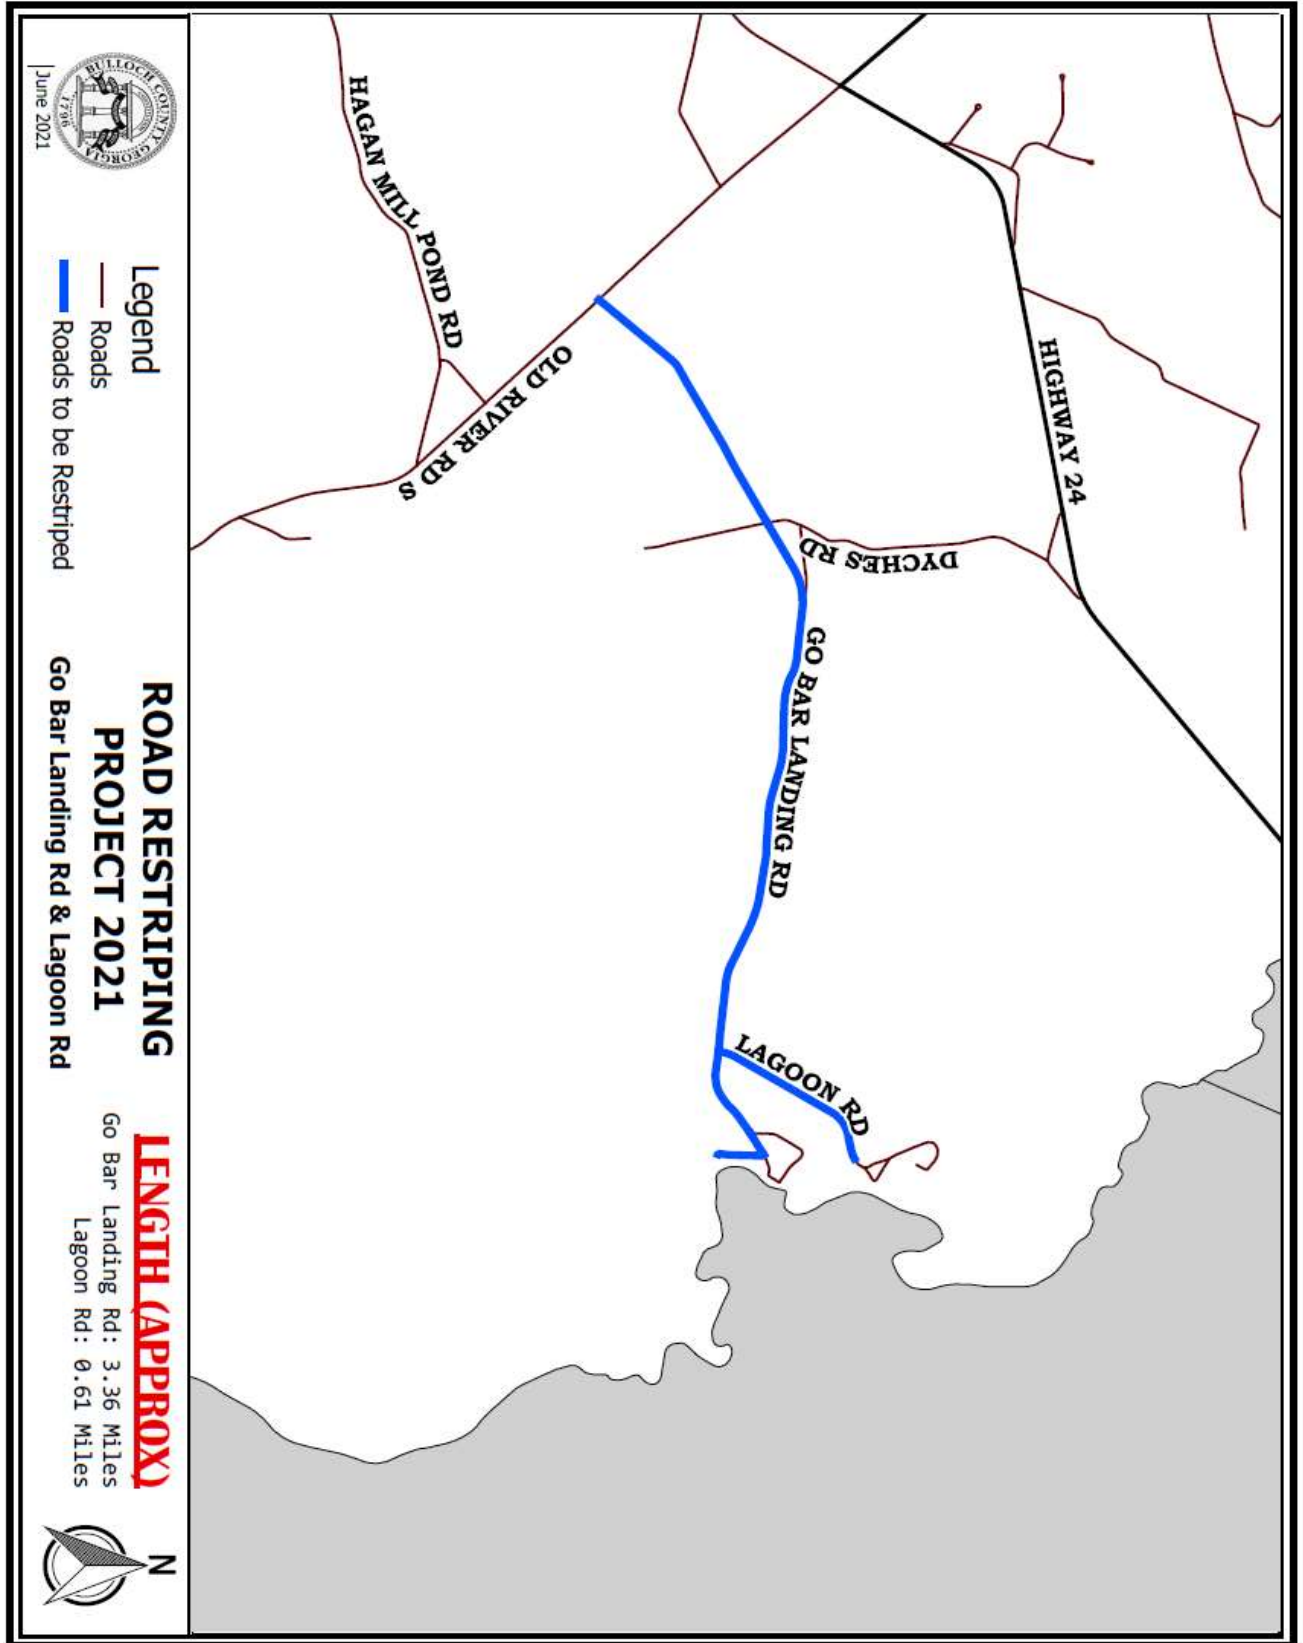 HIGHWAY 24
DYCHES RD
GO BAR LANDING RD
LAGOON RD
OLD RIVER RD S
HAGAN MILL POND RD
BULLOCH COUNTY GEORGIA
1796
June 2021
Legend
Roads
Roads to be Restriped
ROAD RESTRIPING
PROJECT 2021
Go Bar Landing Rd & Lagoon Rd
LENGTH (APPROX)
Go Bar Landing Rd: 3.36 Miles
Lagoon Rd: 0.61 Miles
N